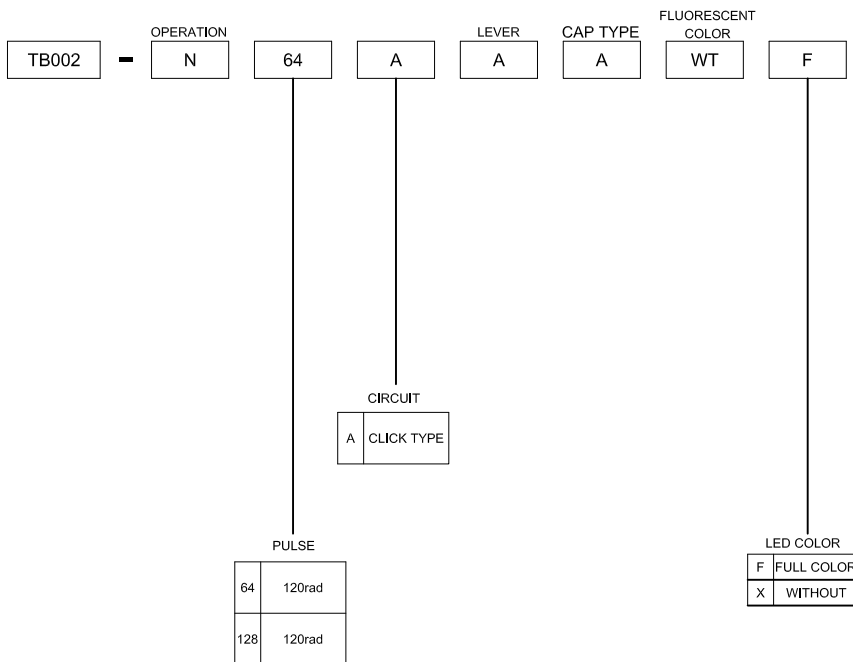 FLUORESCENT
OPERATION LEVER CAP TYPE COLOR
TB002 - N 64 A A A WT F
CIRCUIT
A CLICK TYPE
PULSE
64 120rad
128 120rad
LED COLOR
F FULL COLOR
X WITHOUT